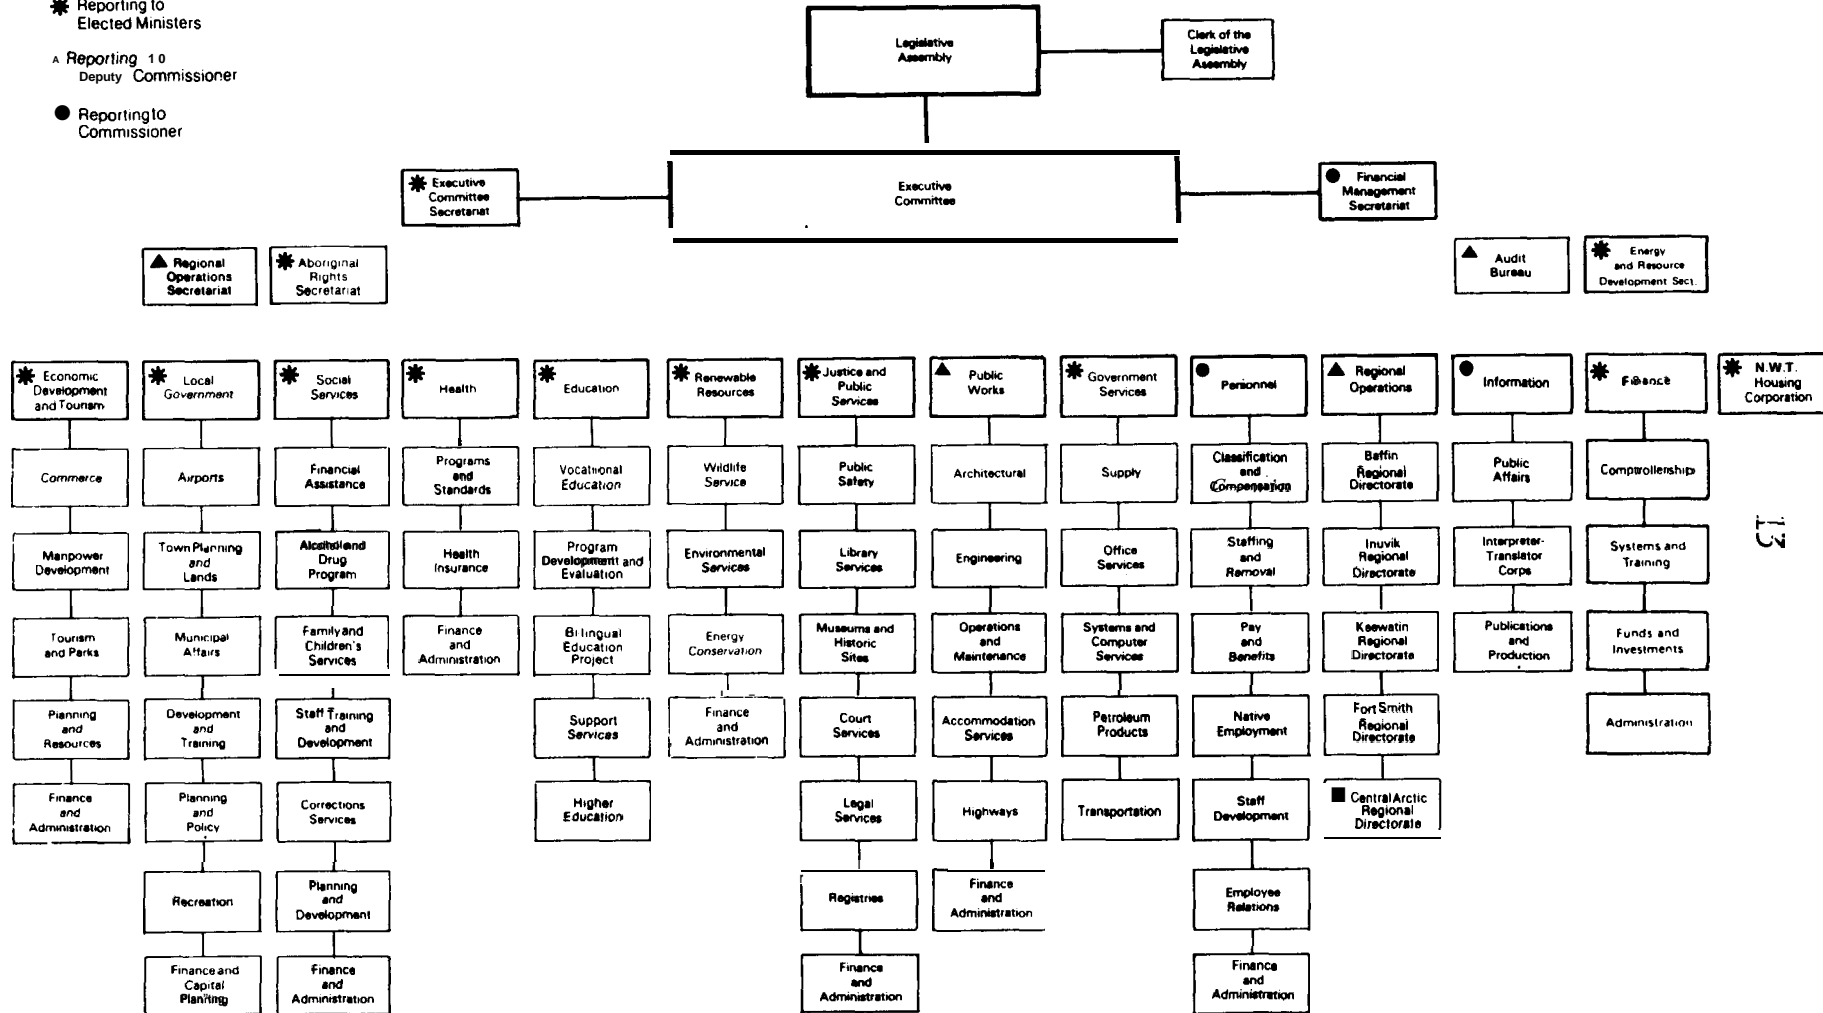 Reporting to
Elected Ministers
A Reporting 10
Deputy Commissioner
Reporting to
Commissioner
Legislative
Assembly
Clerk of the
Legislative
Assembly
Executive
Committee
Secretariat
Executive
Committee
Financial
Management
Secretariat
Regional
Operations
Secretariat
Aboriginal
Rights
Secretariat
Audit
Bureau
Energy
and Resource
Development Sect.
Economic
Development
and Tourism
Local
Government
Social
Services
Health
Education
Renewable
Resources
Justice and
Public
Services
Public
Works
Government
Services
Personnel
Regional
Operations
Information
Finance
N.W.T.
Housing
Corporation
Commerce
Airports
Financial
Assistance
Programs
and
Standards
Vocational
Education
Wildlife
Service
Public
Safety
Architectural
Supply
Classification
and
Compensation
Baffin
Regional
Directorate
Public
Affairs
Comptrollership
Manpower
Development
Town Planning
and
Lands
Alcohol and
Drug
Program
Health
Insurance
Program
Development and
Evaluation
Environmental
Services
Library
Services
Engineering
Office
Services
Staffing
and
Removal
Inuvik
Regional
Directorate
Interpreter-
Translator
Corps
Systems and
Training
13
Tourism
and Parks
Municipal
Affairs
Family and
Children's
Services
Finance
and
Administration
Bilingual
Education
Project
Energy
Conservation
Museums and
Historic
Sites
Operations
and
Maintenance
Systems and
Computer
Services
Pay
and
Benefits
Keewatin
Regional
Directorate
Publications
and
Production
Funds and
Investments
Planning
and
Resources
Development
and
Training
Staff Training
and
Development
Support
Services
Finance
and
Administration
Court
Services
Accommodation
Services
Petroleum
Products
Native
Employment
Fort Smith
Regional
Directorate
Administration
Finance
and
Administration
Planning
and
Policy
Corrections
Services
Higher
Education
Legal
Services
Highways
Transportation
Staff
Development
Central Arctic
Regional
Directorate
Recreation
Planning
and
Development
Registries
Finance
and
Administration
Employee
Relations
Finance and
Capital
Planning
Finance
and
Administration
Finance
and
Administration
Finance
and
Administration